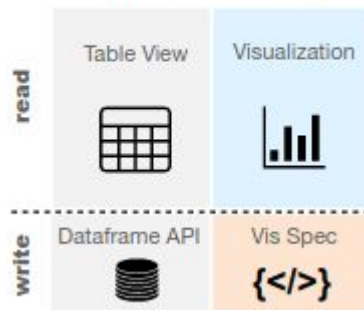 Table View
Visualization
read
Dataframe API
Vis Spec
write
{</>}